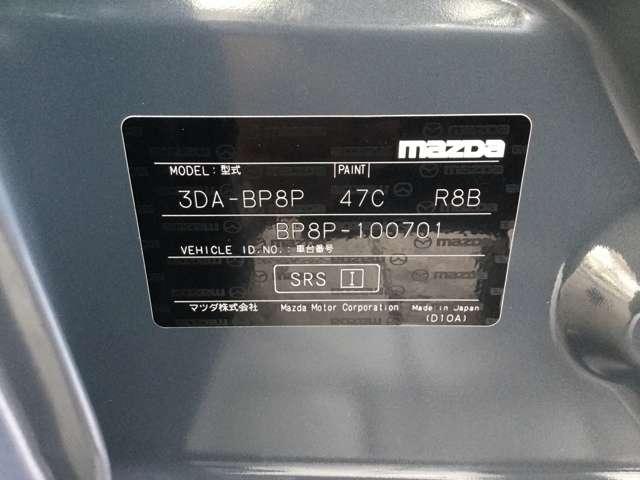 mazda
MODEL:型式 PAINT
3DA-BP8P 47C R8B
BP8P-100701
VEHICLE ID.NO.:車台番号
SRS I
マツダ株式会社 Mazda Motor Corporation Made in Japan
(D10A)